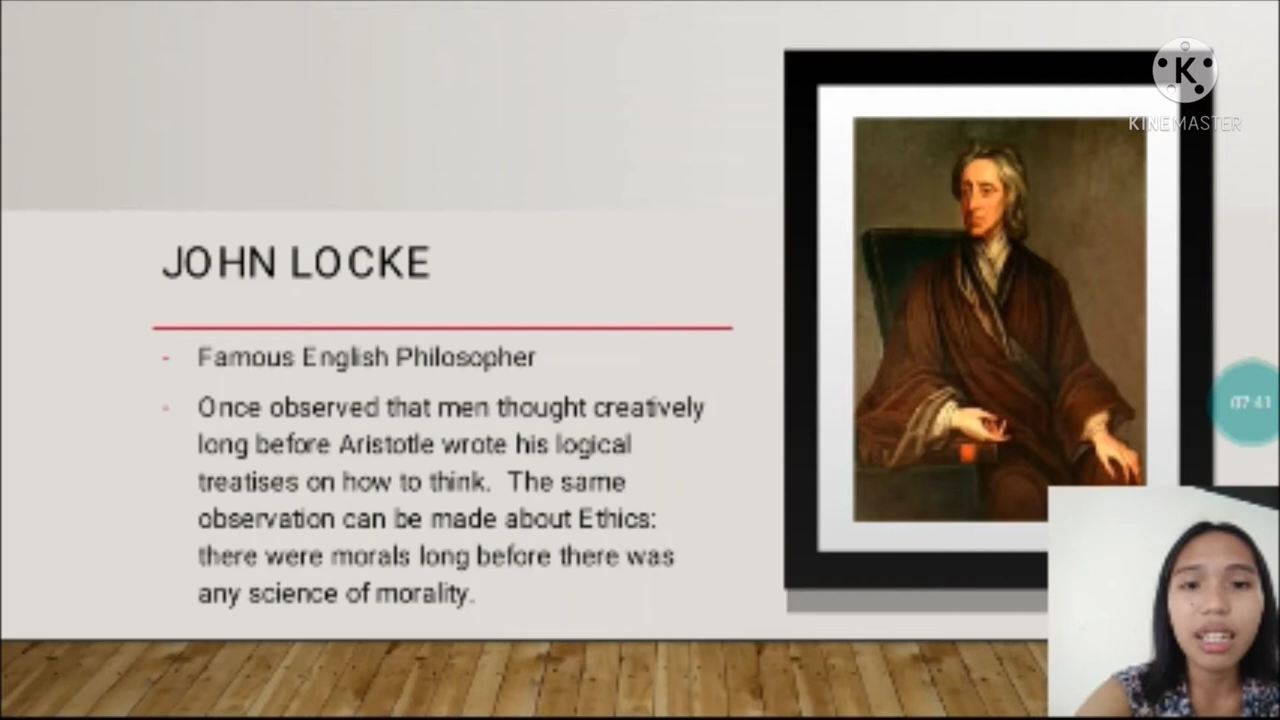 K
KINEMASTER
JOHN LOCKE
- Famous English Philosopher
- Once observed that men thought creatively
long before Aristotle wrote his logical
treatises on how to think. The same
observation can be made about Ethics:
there were morals long before there was
any science of morality.
07:41